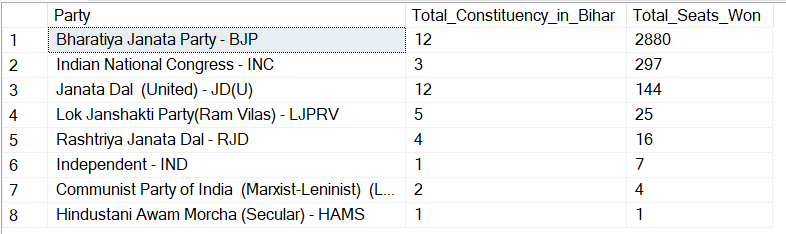 Party Total_Constituency_in_Bihar Total_Seats_Won
1 Bharatiya Janata Party - BJP 12 2880
2 Indian National Congress - INC 3 297
3 Janata Dal  (United) - JD(U) 12 144
4 Lok Janshakti Party(Ram Vilas) - LJPRV 5 25
5 Rashtriya Janata Dal - RJD 4 16
6 Independent - IND 1 7
7 Communist Party of India  (Marxist-Leninist)  (L... 2 4
8 Hindustani Awam Morcha (Secular) - HAMS 1 1